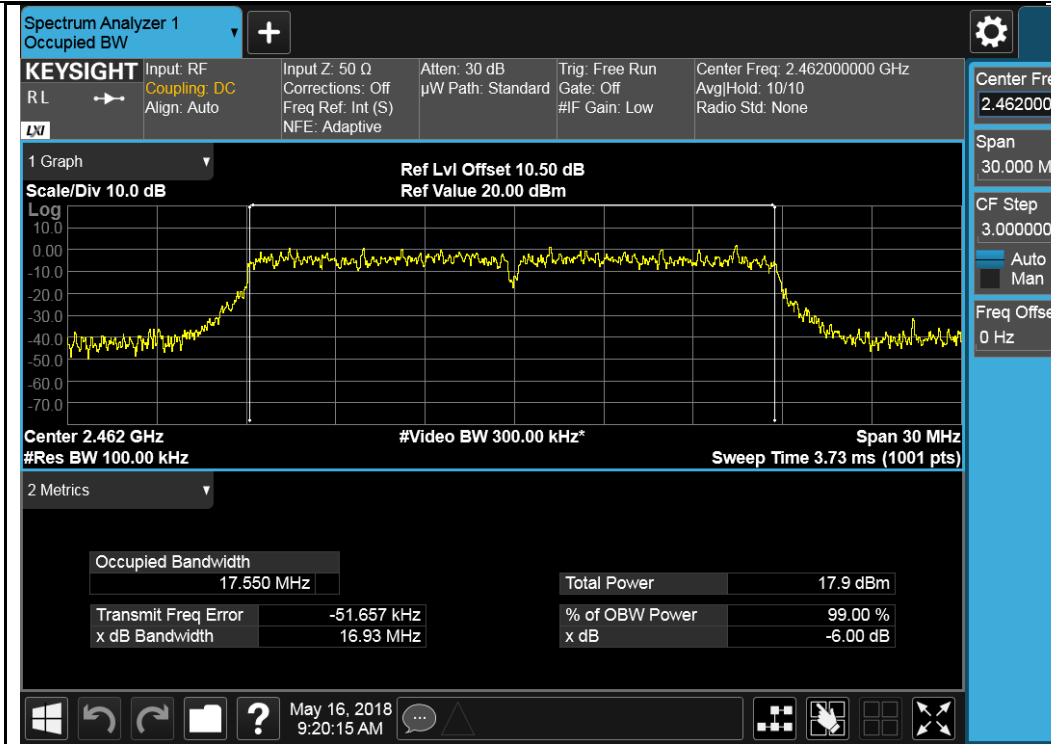 Spectrum Analyzer 1
Occupied BW
+
KEYSIGHT
RL
LXI
Input: RF
Coupling: DC
Align: Auto
Input Z: 50 Ω
Corrections: Off
Freq Ref: Int (S)
NFE: Adaptive
Atten: 30 dB
µW Path: Standard
Trig: Free Run
Gate: Off
#IF Gain: Low
Center Freq: 2.462000000 GHz
Avg|Hold: 10/10
Radio Std: None
1 Graph
Scale/Div 10.0 dB
Ref Lvl Offset 10.50 dB
Ref Value 20.00 dBm
Log
10.0
0.00
-10.0
-20.0
-30.0
-40.0
-50.0
-60.0
-70.0
Center 2.462 GHz
#Video BW 300.00 kHz*
Span 30 MHz
#Res BW 100.00 kHz
Sweep Time 3.73 ms (1001 pts)
2 Metrics
Occupied Bandwidth
17.550 MHz
Total Power 17.9 dBm
Transmit Freq Error -51.657 kHz
% of OBW Power 99.00 %
x dB Bandwidth 16.93 MHz
x dB -6.00 dB
?
May 16, 2018
9:20:15 AM
Center Fre
2.462000
Span
30.000 M
CF Step
3.000000
Auto
Man
Freq Offse
0 Hz